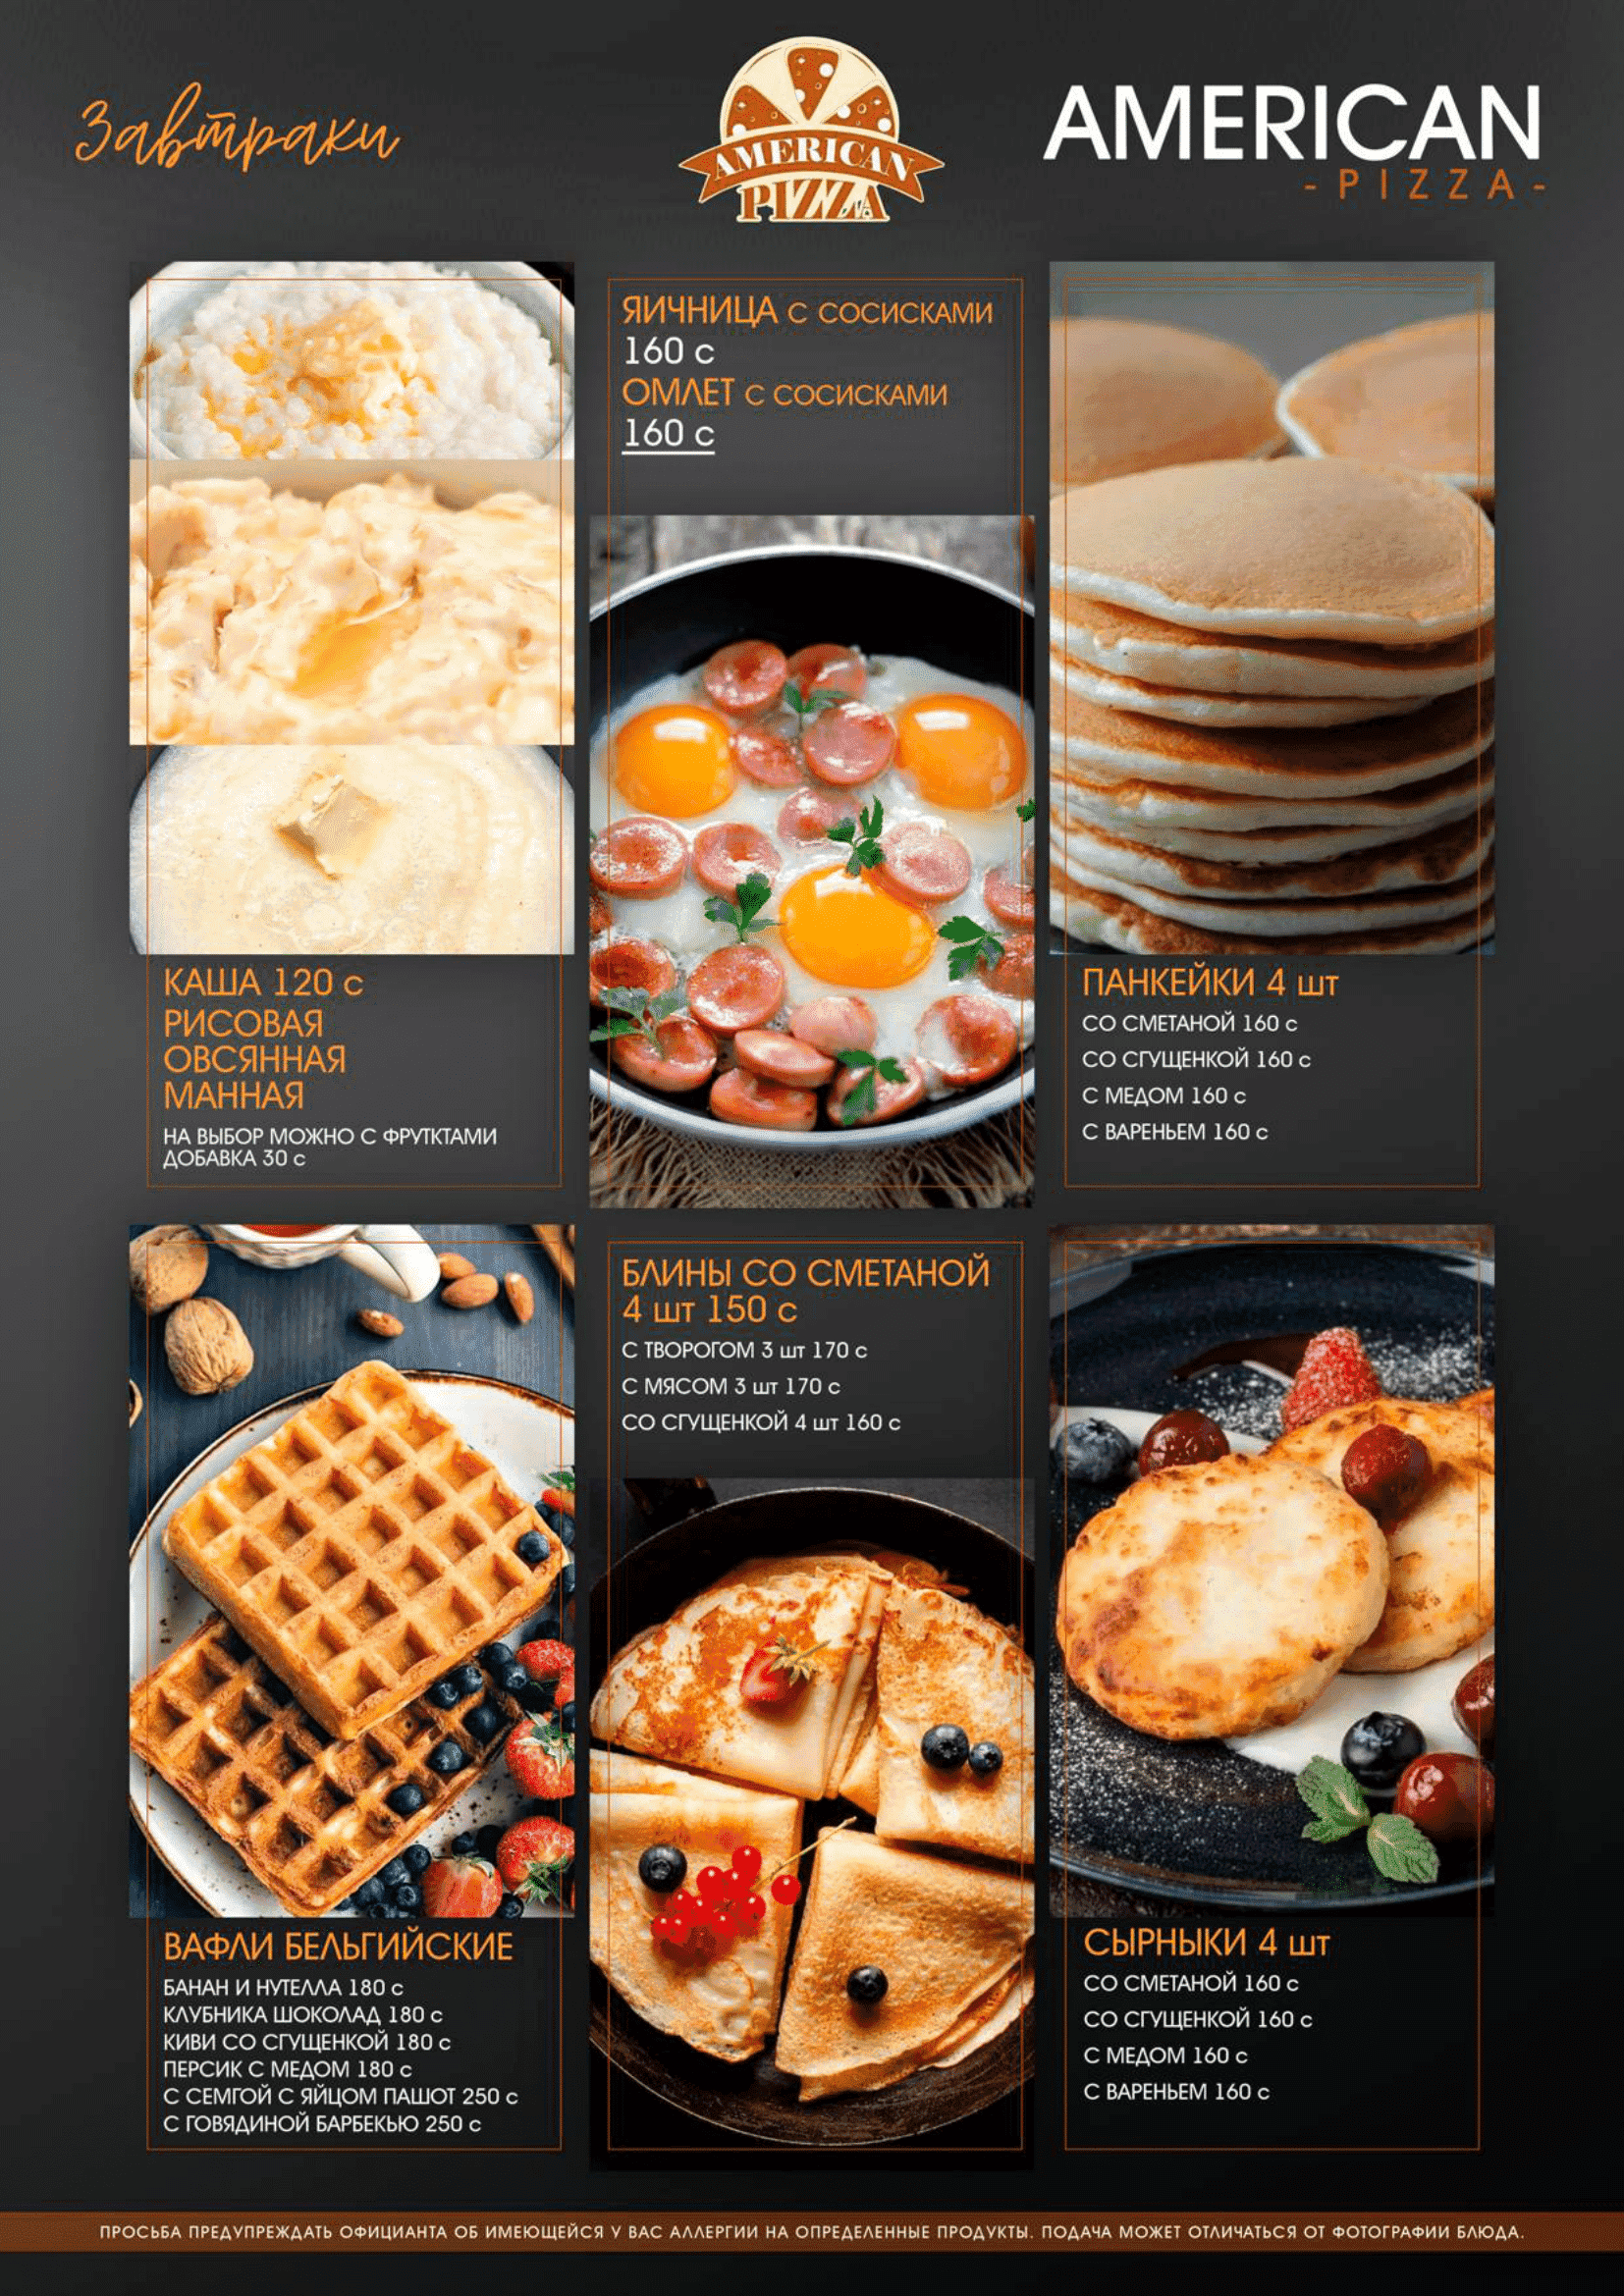 Завтраки
AMERICAN
PIZZA
AMERICAN
- PIZZA -
ЯИЧНИЦА С СОСИСКАМИ
160 с
ОМЛЕТ С СОСИСКАМИ
160 с
КАША 120 с
РИСОВАЯ
ОВСЯННАЯ
МАННАЯ
НА ВЫБОР МОЖНО С ФРУТКТАМИ
ДОБАВКА 30 с
ПАНКЕЙКИ 4 шт
СО СМЕТАНОЙ 160 с
СО СГУЩЕНКОЙ 160 с
С МЕДОМ 160 с
С ВАРЕНЬЕМ 160 с
БЛИНЫ СО СМЕТАНОЙ
4 шт 150 с
С ТВОРОГОМ 3 шт 170 с
С МЯСОМ 3 шт 170 с
СО СГУЩЕНКОЙ 4 шт 160 с
ВАФЛИ БЕЛЬГИЙСКИЕ
БАНАН И НУТЕЛЛА 180 с
КЛУБНИКА ШОКОЛАД 180 с
КИВИ СО СГУЩЕНКОЙ 180 с
ПЕРСИК С МЕДОМ 180 с
С СЕМГОЙ С ЯЙЦОМ ПАШОТ 250 с
С ГОВЯДИНОЙ БАРБЕКЬЮ 250 с
СЫРНЫКИ 4 шт
СО СМЕТАНОЙ 160 с
СО СГУЩЕНКОЙ 160 с
С МЕДОМ 160 с
С ВАРЕНЬЕМ 160 с
ПРОСЬБА ПРЕДУПРЕЖДАТЬ ОФИЦИАНТА ОБ ИМЕЮЩЕЙСЯ У ВАС АЛЛЕРГИИ НА ОПРЕДЕЛЕННЫЕ ПРОДУКТЫ. ПОДАЧА МОЖЕТ ОТЛИЧАТЬСЯ ОТ ФОТОГРАФИИ БЛЮДА.